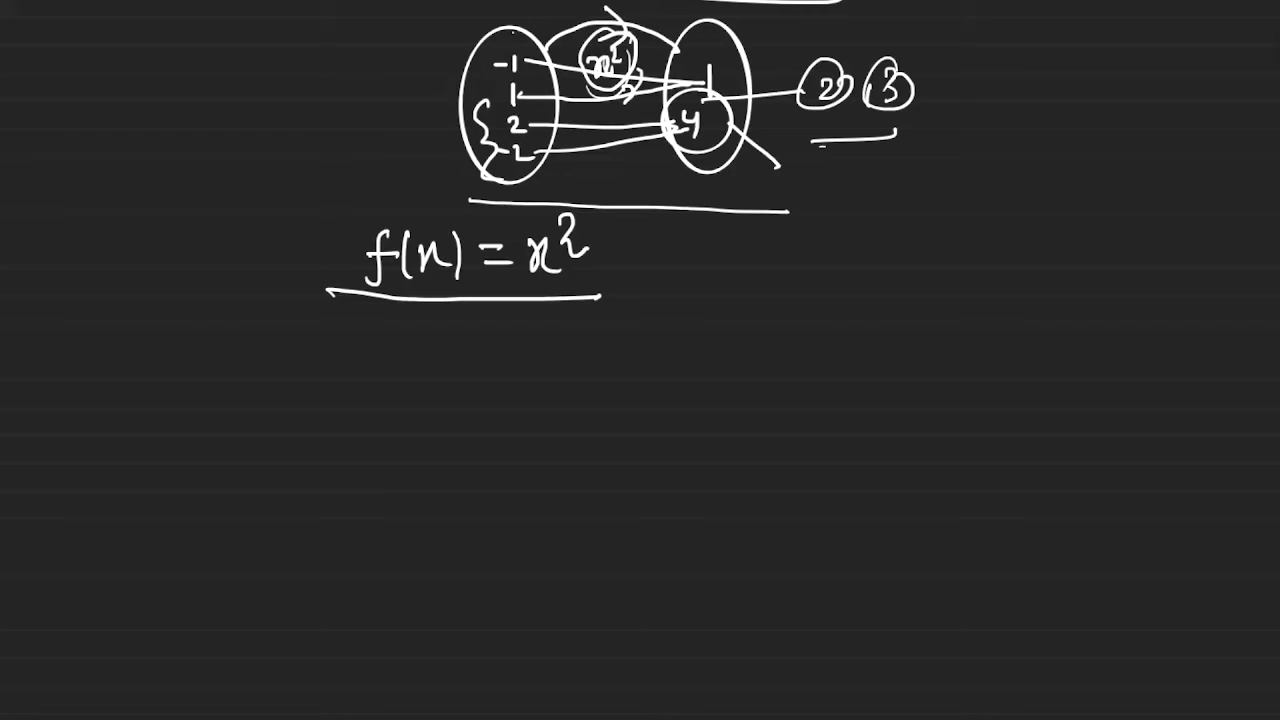 -1 x² 1 2 3
1
2 4
-2
f(x) = x²